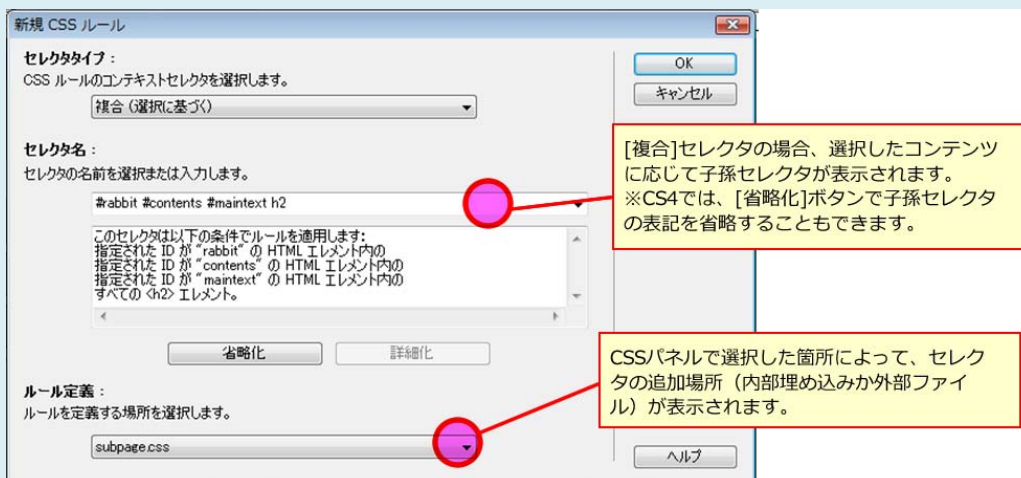 新規 CSS ルール
セレクタタイプ :
CSS ルールのコンテキストセレクタを選択します。
複合 (選択に基づく)
OK
キャンセル
セレクタ名 :
セレクタの名前を選択または入力します。
#rabbit #contents #maintext h2
[複合]セレクタの場合、選択したコンテンツ
に応じて子孫セレクタが表示されます。
※CS4では、[省略化]ボタンで子孫セレクタ
の表記を省略することもできます。
このセレクタは以下の条件でルールを適用します:
指定された ID が "rabbit" の HTML エレメント内の
指定された ID が "contents" の HTML エレメント内の
指定された ID が "maintext" の HTML エレメント内の
すべての <h2> エレメント。
省略化
詳細化
ルール定義 :
ルールを定義する場所を選択します。
subpage.css
CSSパネルで選択した箇所によって、セレク
タの追加場所（内部埋め込みか外部ファイ
ル）が表示されます。
ヘルプ